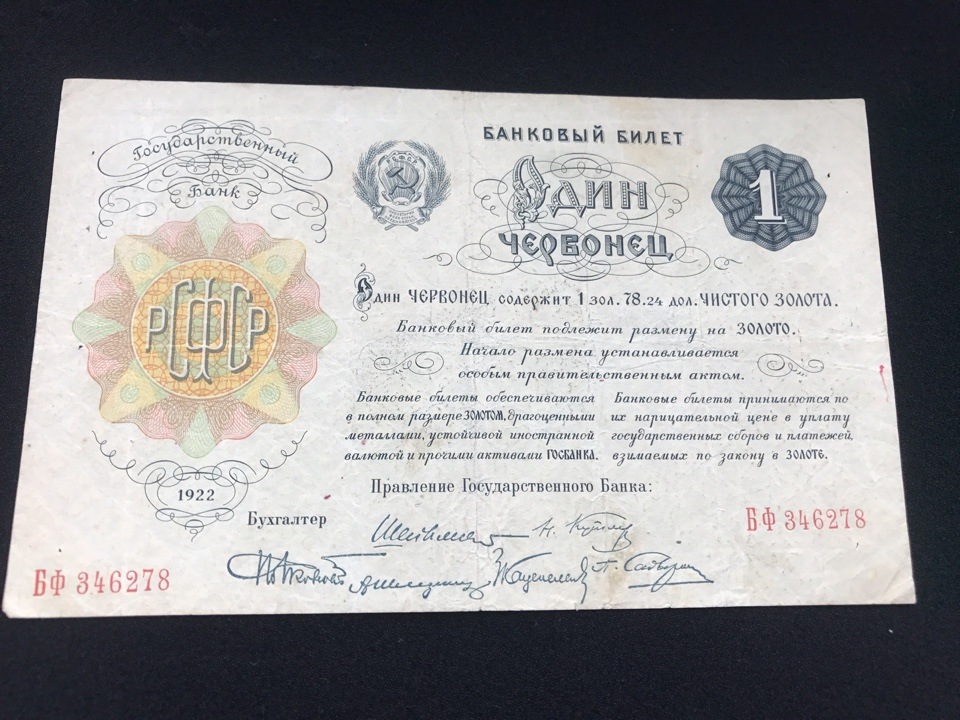 Государственный
Банк
РСФСР
1922
БАНКОВЫЙ БИЛЕТ
ОДИН
ЧЕРВОНЕЦ
1
Один ЧЕРВОНЕЦ содержит 1 зол. 78.24 дол. ЧИСТОГО ЗОЛОТА.
Банковый билет подлежит размену на ЗОЛОТО.
Начало размена устанавливается
особым правительственным актом.
Банковые билеты обеспечиваются
в полном размере ЗОЛОТОМ, драгоценными
металлами, устойчивой иностранной
валютой и прочими активами ГОСБАНКА.
Банковые билеты принимаются по
их нарицательной цене в уплату
государственных сборов и платежей,
взимаемых по закону в ЗОЛОТЕ.
Правление Государственного Банка:
Бухгалтер
БФ 346278
БФ 346278